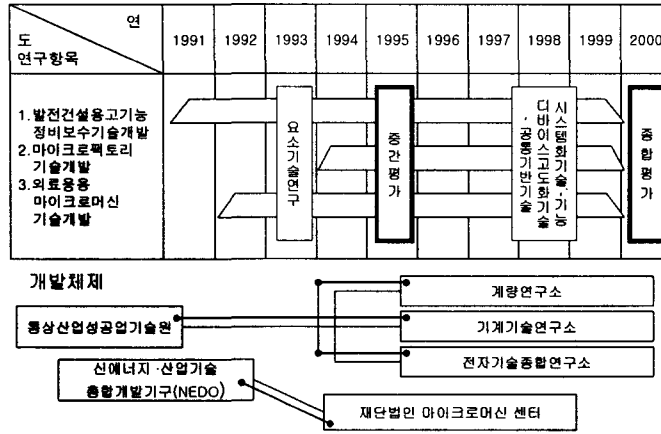 연
도
연구항목
1991 1992 1993 1994 1995 1996 1997 1998 1999 2000
1. 발전건설용고기능
정비보수기술개발
2. 마이크로팩토리
기술개발
3. 의료응용
마이크로머신
기술개발
요소기술연구
중간평가
시스템화기술·기능
디바이스고도화기술
·공통기반기술
종합평가
개발체제
통상산업성공업기술원
계량연구소
기계기술연구소
전자기술종합연구소
신에너지·산업기술
종합개발기구(NEDO)
재단법인 마이크로머신 센터